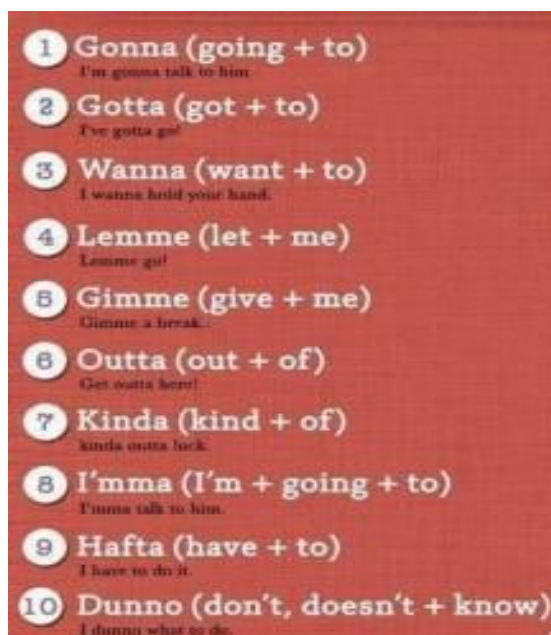 1 Gonna (going + to)
I'm gonna talk to him
2 Gotta (got + to)
I've gotta go!
3 Wanna (want + to)
I wanna hold your hand.
4 Lemme (let + me)
Lemme go!
5 Gimme (give + me)
Gimme a break..
6 Outta (out + of)
Get outta here!
7 Kinda (kind + of)
kinda outta luck.
8 I'mma (I'm + going + to)
I'mma talk to him.
9 Hafta (have + to)
I have to do it.
10 Dunno (don't, doesn't + know)
I dunno what to do.